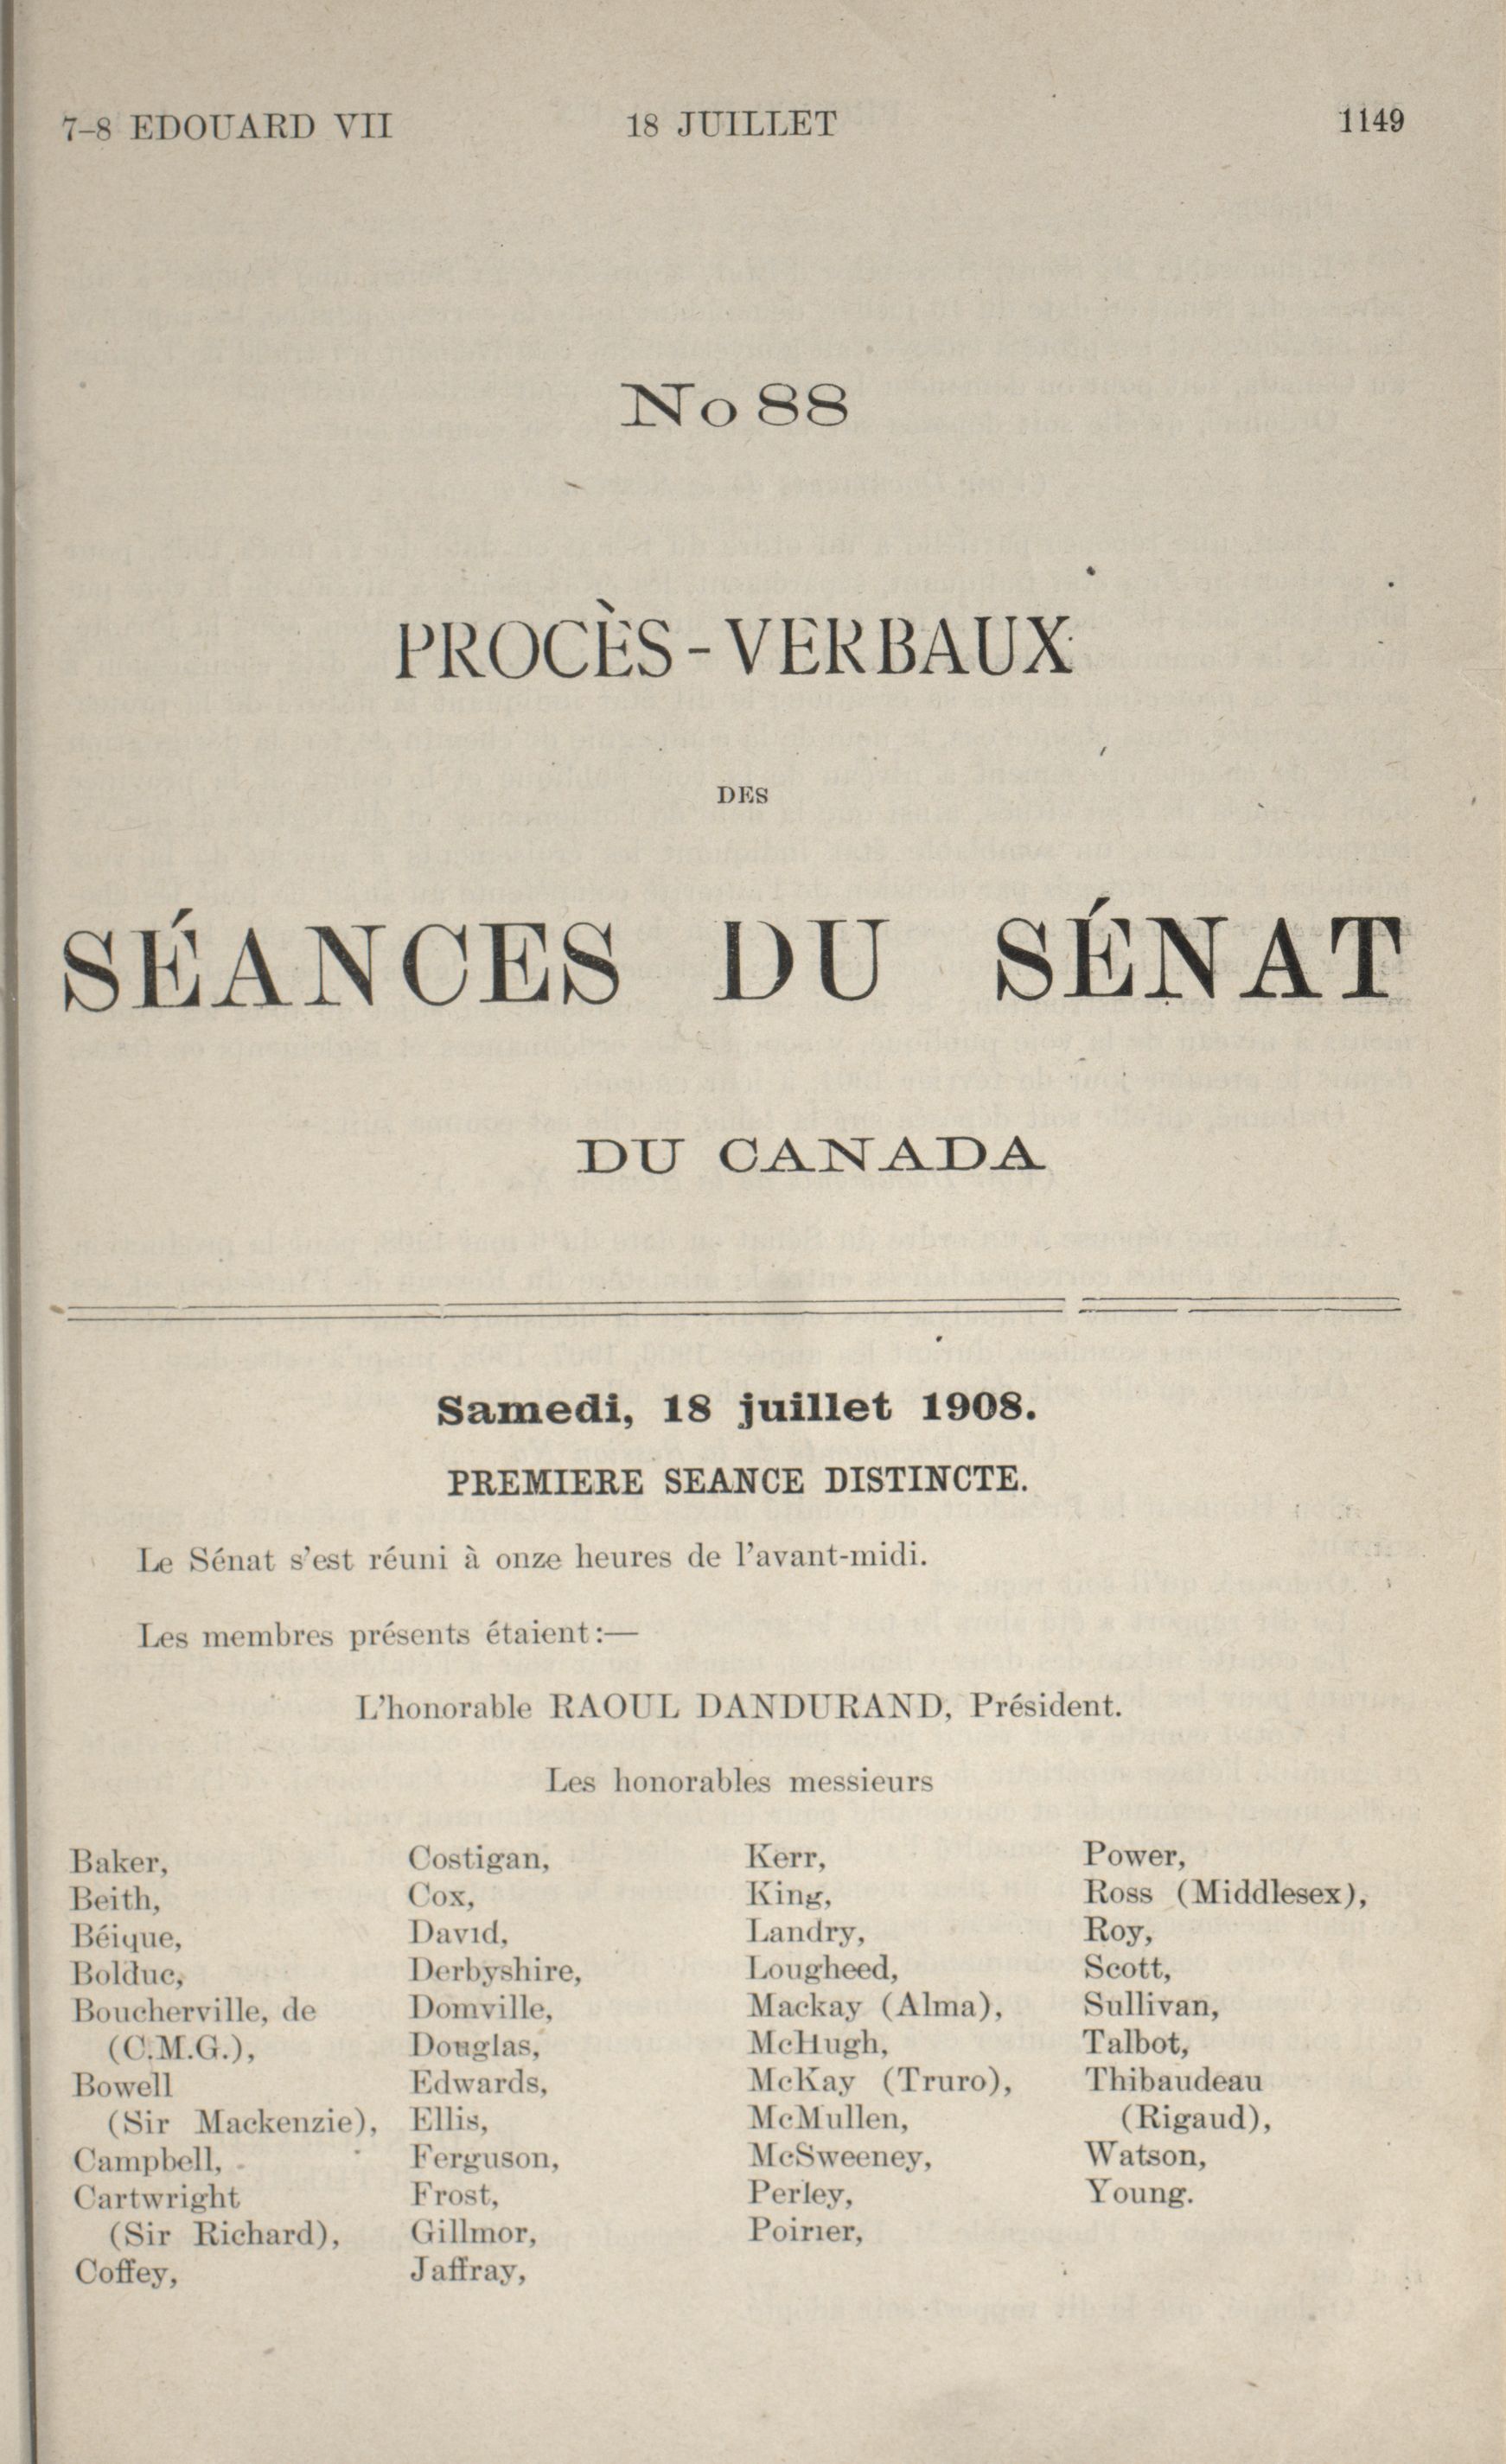 7-8 EDOUARD VII 18 JUILLET 1149
No 88
PROCÈS-VERBAUX
DES
SÉANCES DU SÉNAT
DU CANADA
Samedi, 18 juillet 1908.
PREMIERE SEANCE DISTINCTE.
Le Sénat s'est réuni à onze heures de l'avant-midi.
Les membres présents étaient:—
L'honorable RAOUL DANDURAND, Président.
Les honorables messieurs
Baker,
Beith,
Béique,
Bolduc,
Boucherville, de
(C.M.G.),
Bowell
(Sir Mackenzie),
Campbell,
Cartwright
(Sir Richard),
Coffey,
Costigan,
Cox,
David,
Derbyshire,
Domville,
Douglas,
Edwards,
Ellis,
Ferguson,
Frost,
Gillmor,
Jaffray,
Kerr,
King,
Landry,
Lougheed,
Mackay (Alma),
McHugh,
McKay (Truro),
McMullen,
McSweeney,
Perley,
Poirier,
Power,
Ross (Middlesex),
Roy,
Scott,
Sullivan,
Talbot,
Thibaudeau
(Rigaud),
Watson,
Young.